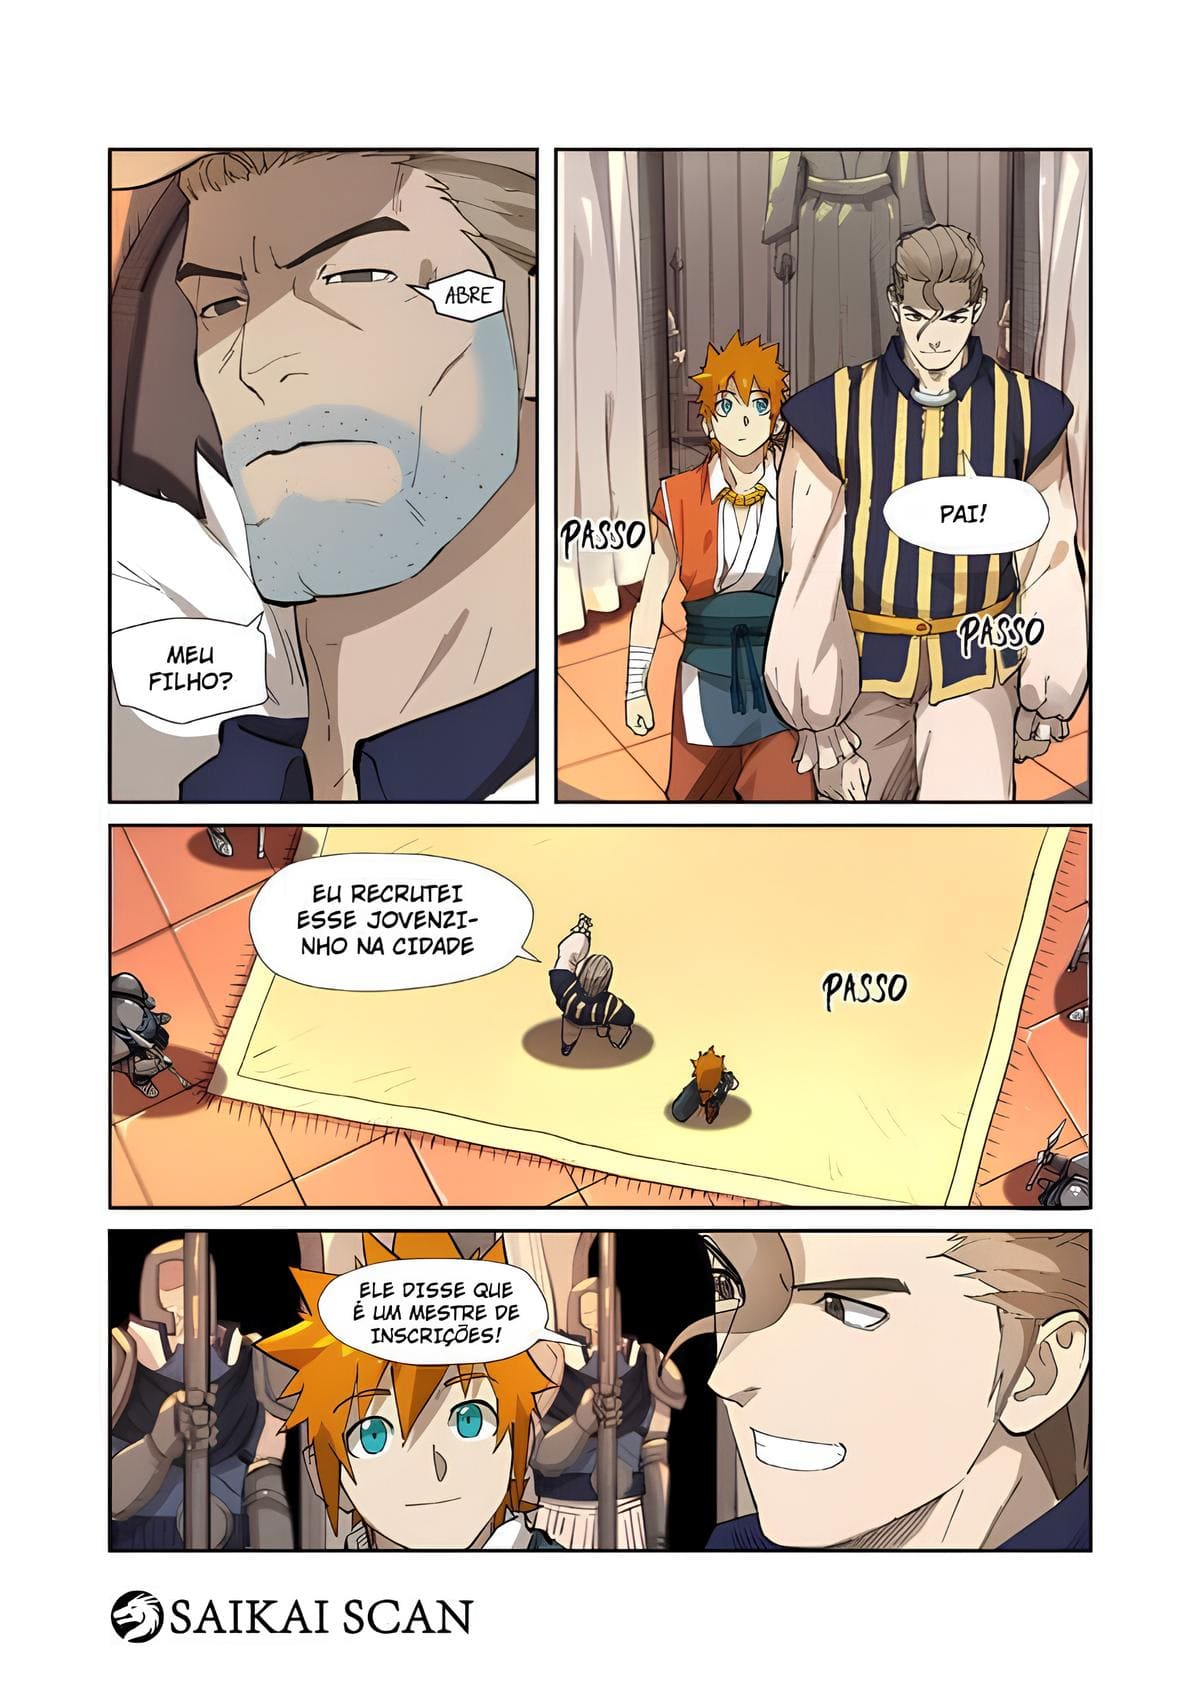 ABRE
MEU
FILHO?
PAI!
PASSO
PASSO
EU RECRUTEI
ESSE JOVENZI-
NHO NA CIDADE
PASSO
ELE DISSE QUE
É UM MESTRE DE
INSCRIÇÕES!
SAIKAI SCAN